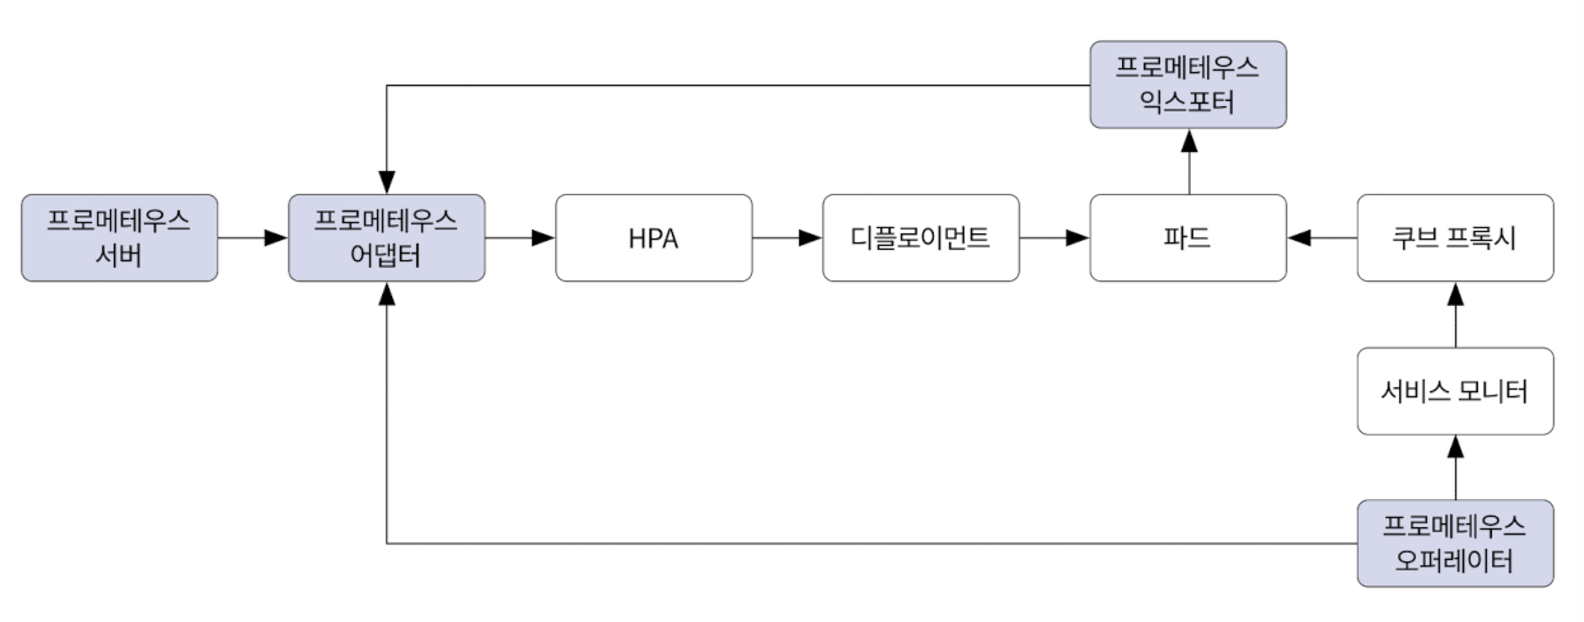 프로메테우스
익스포터
프로메테우스
서버
프로메테우스
어댑터
HPA
디플로이먼트
파드
쿠브 프록시
서비스 모니터
프로메테우스
오퍼레이터